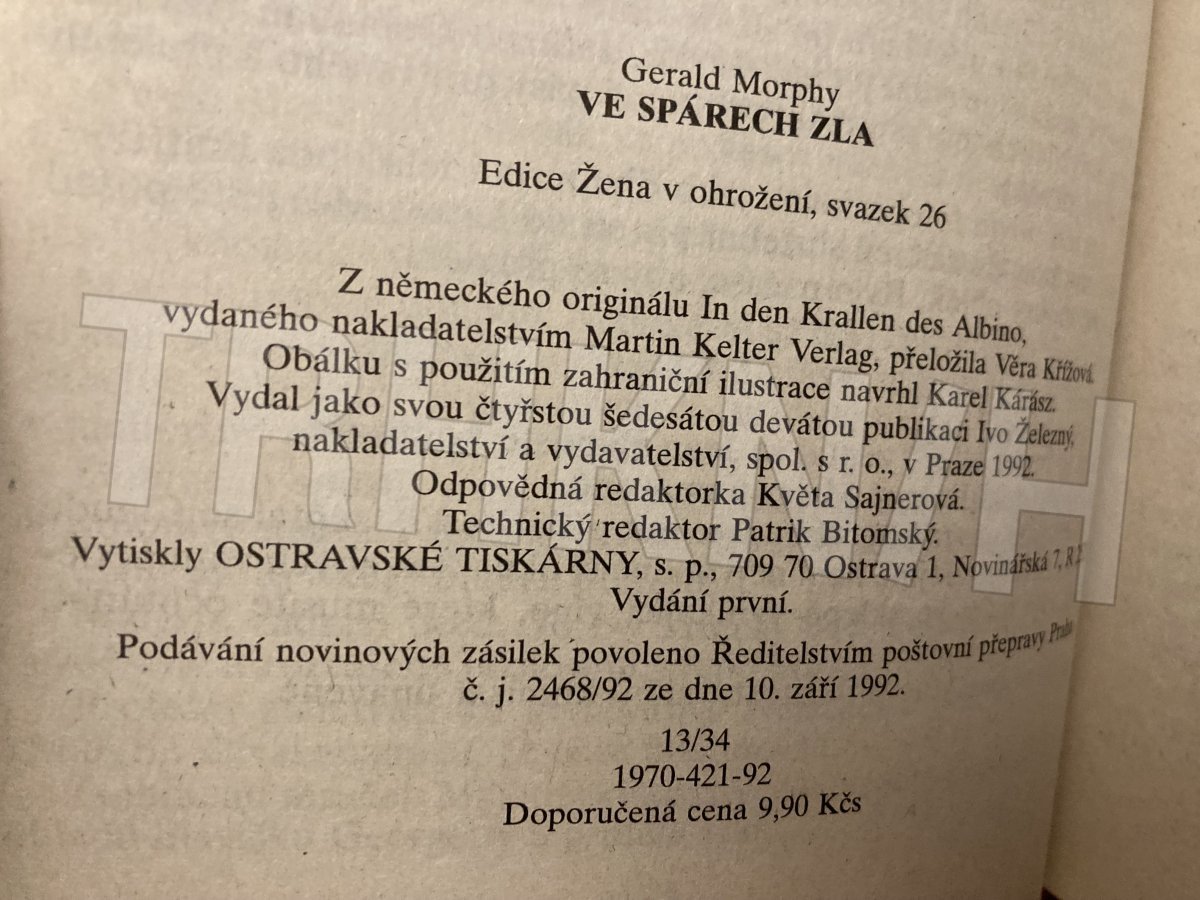 Gerald Morphy
VE SPÁRECH ZLA
Edice Žena v ohrožení, svazek 26
Z německého originálu In den Krallen des Albino,
vydaného nakladatelstvím Martin Kelter Verlag, přeložila Věra Křížová.
Obálku s použitím zahraniční ilustrace navrhl Karel Kárász.
Vydal jako svou čtyřstou šedesátou devátou publikaci Ivo Železný,
nakladatelství a vydavatelství, spol. s r. o., v Praze 1992.
Odpovědná redaktorka Květa Sajnerová.
Technický redaktor Patrik Bitomský.
Vytiskly OSTRAVSKÉ TISKÁRNY, s. p., 709 70 Ostrava 1, Novinářská 7, R 2
Vydání první.
Podávání novinových zásilek povoleno Ředitelstvím poštovní přepravy Praha
č. j. 2468/92 ze dne 10. září 1992.
13/34
1970-421-92
Doporučená cena 9,90 Kčs